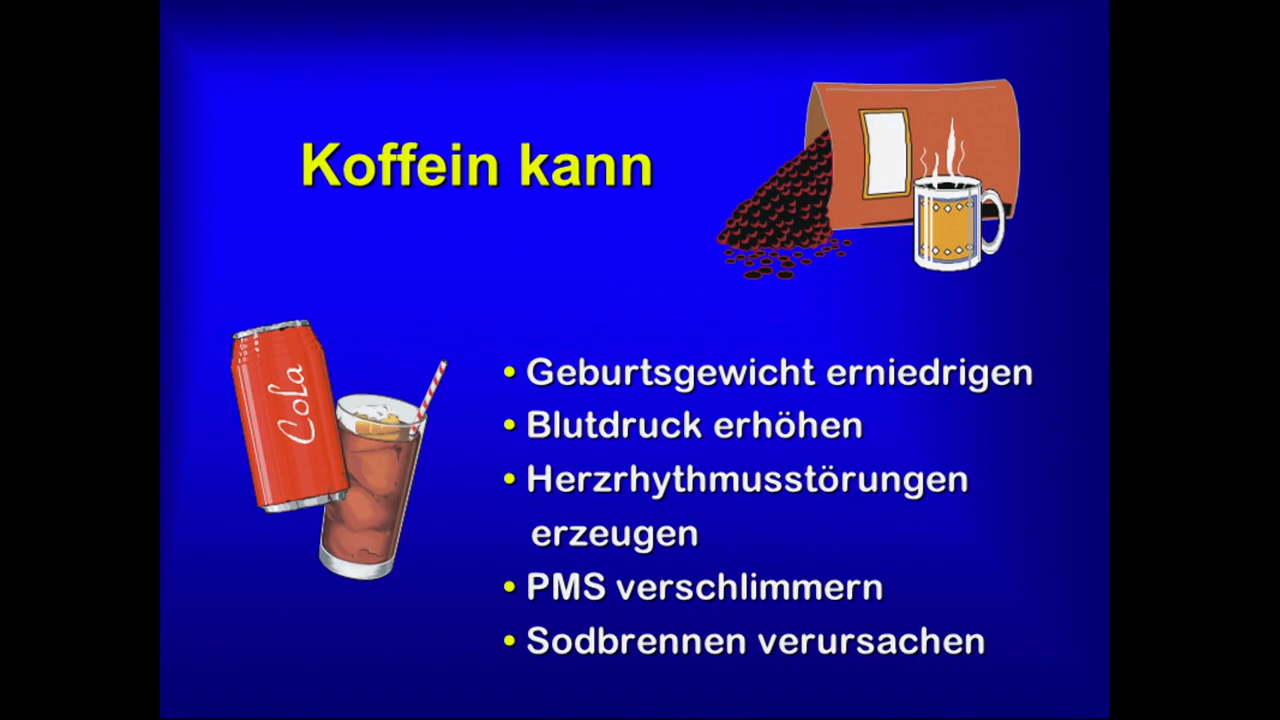 Koffein kann
Cola
• Geburtsgewicht erniedrigen
• Blutdruck erhöhen
• Herzrhythmusstörungen
erzeugen
• PMS verschlimmern
• Sodbrennen verursachen